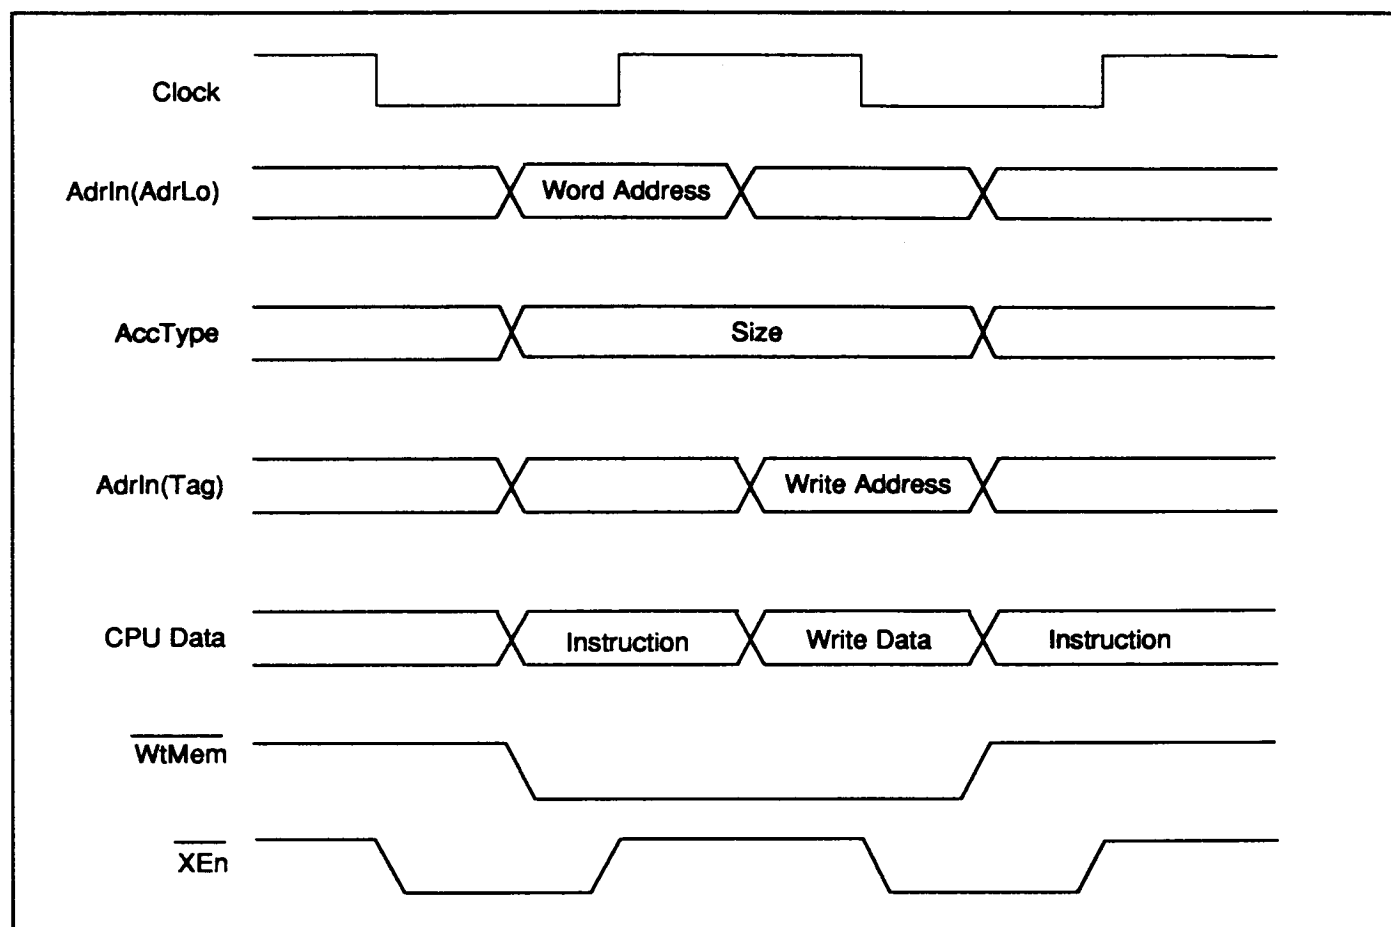 Clock
AdrIn(AdrLo) Word Address
AccType Size
AdrIn(Tag) Write Address
CPU Data Instruction Write Data Instruction
WtMem
XEn